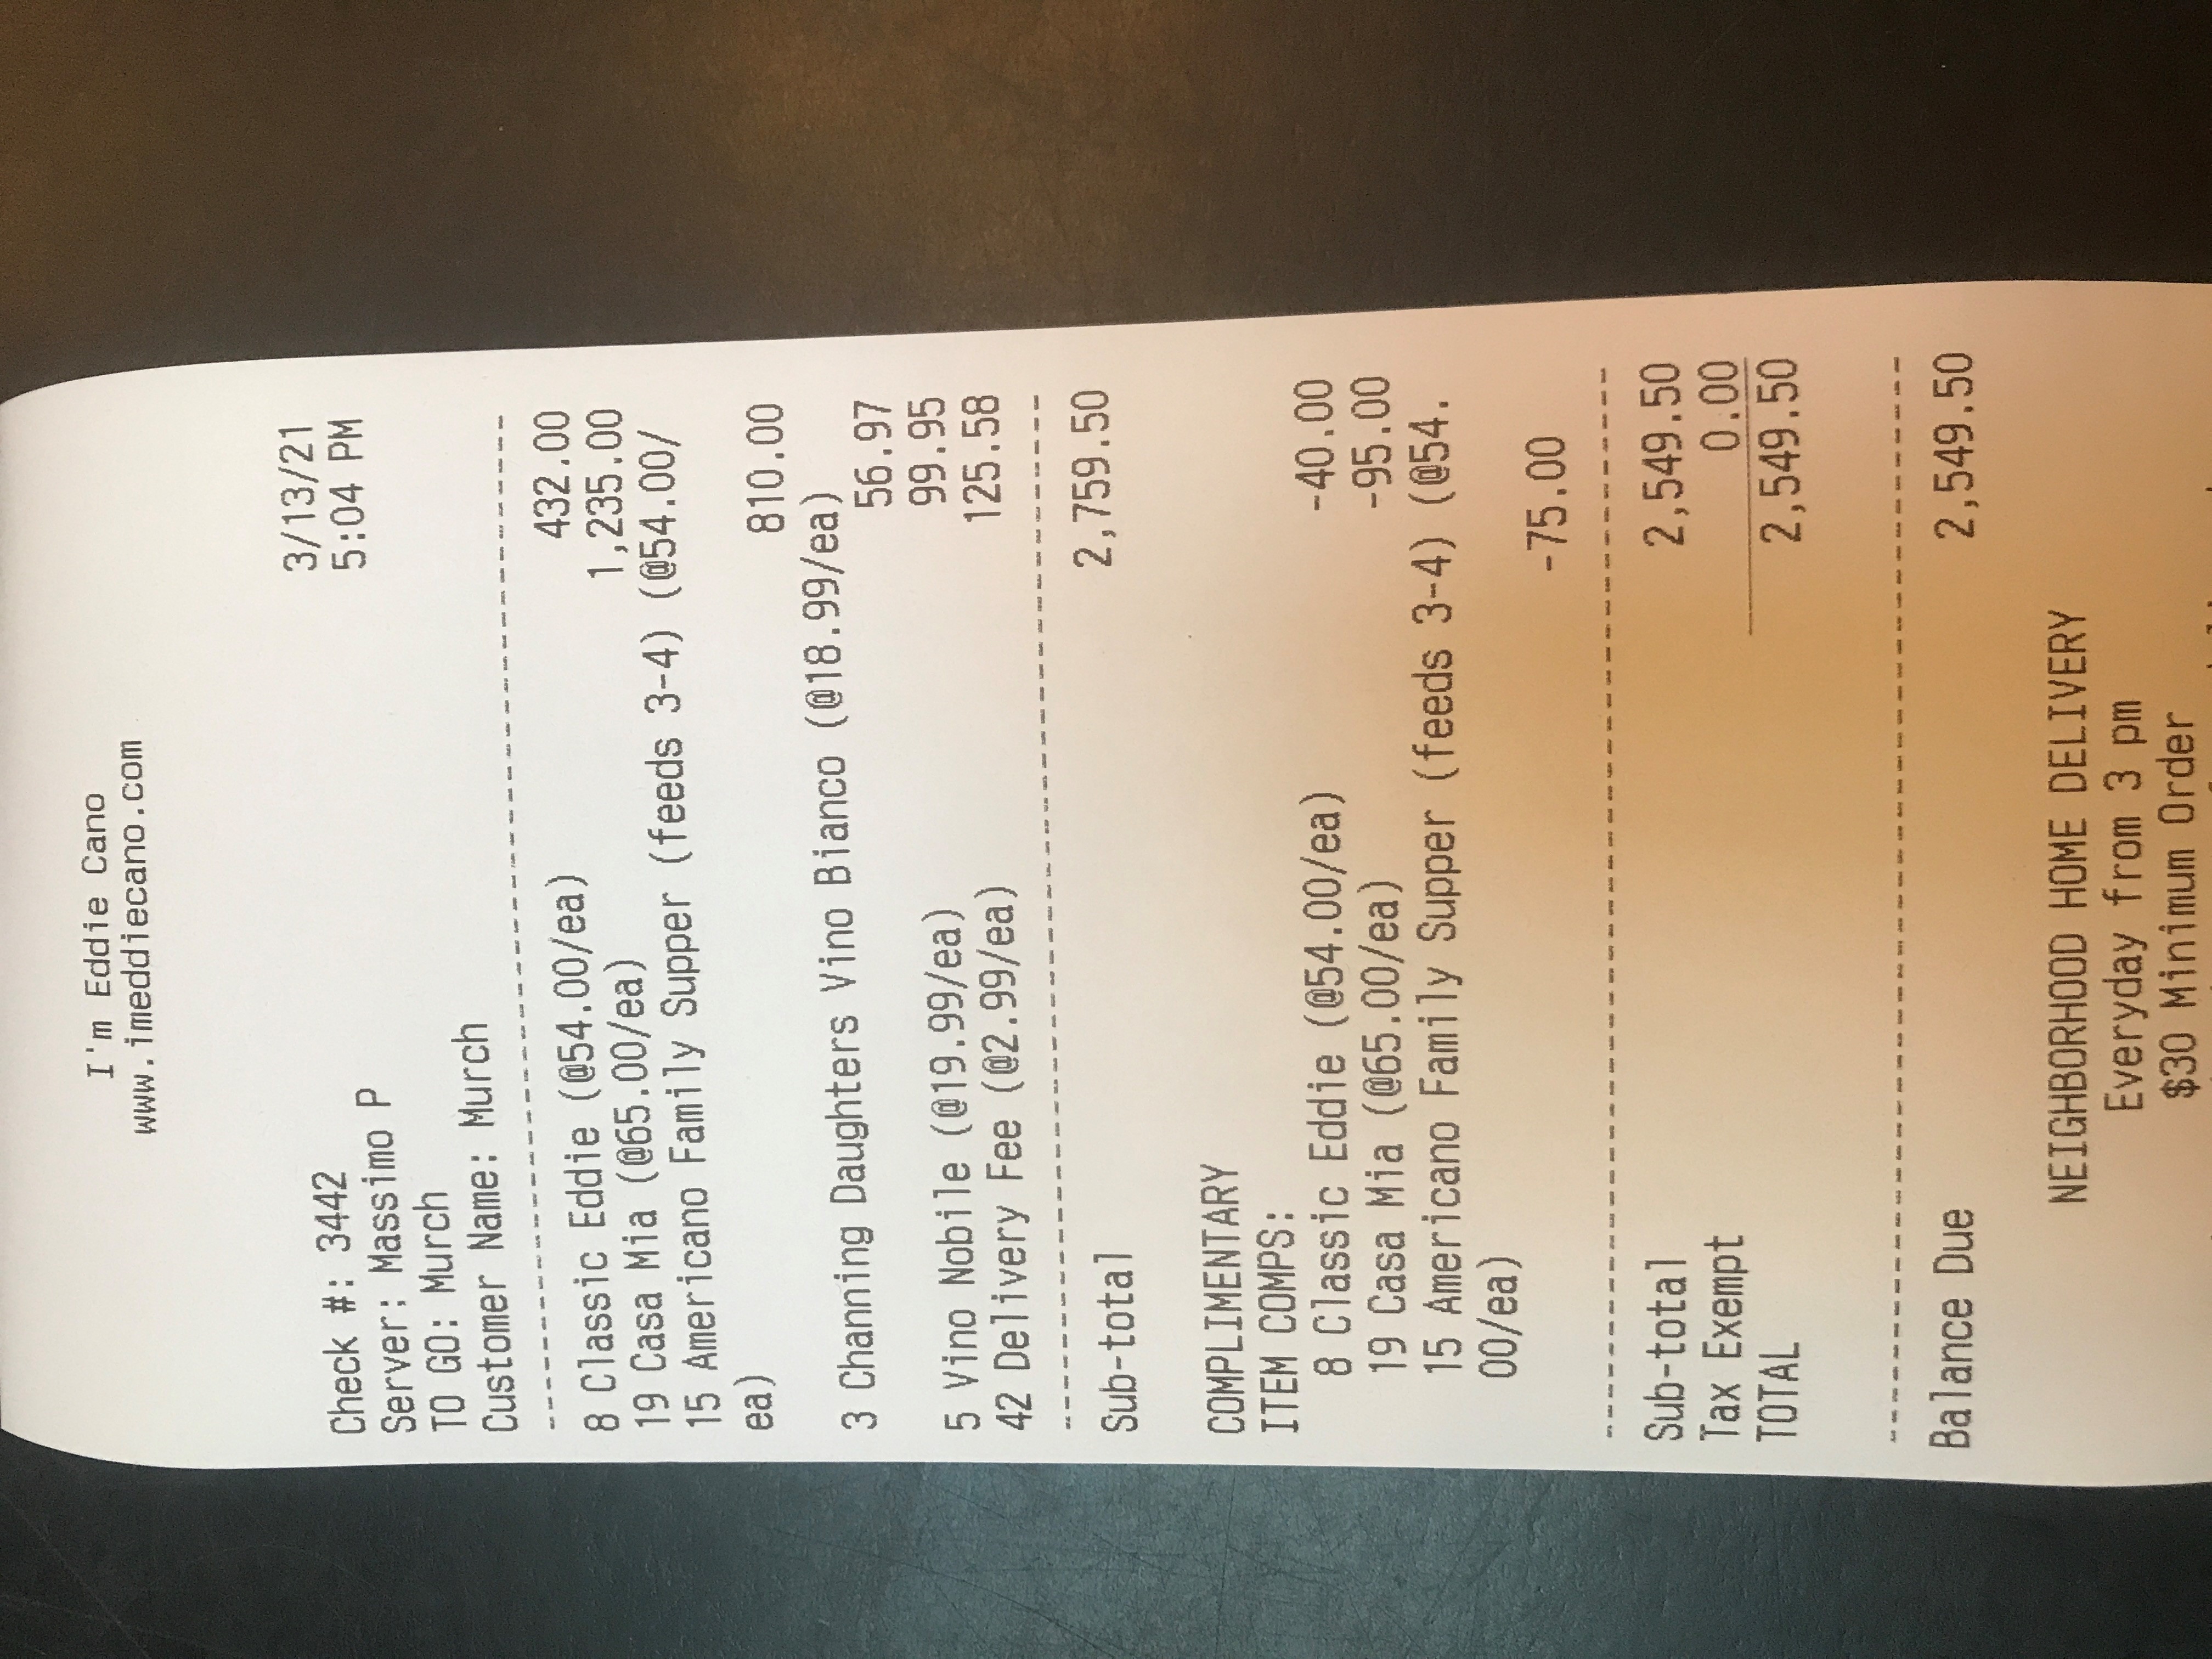 I'm Eddie Cano
www.imeddiecano.com
3/13/21
Check #: 3442 5:04 PM
Server: Massimo P
TO GO: Murch
Customer Name: Murch
8 Classic Eddie (@54.00/ea) 432.00
19 Casa Mia (@65.00/ea) 1,235.00
15 Americano Family Supper (feeds 3-4) (@54.00/
ea) 810.00
3 Channing Daughters Vino Bianco (@18.99/ea)
56.97
5 Vino Nobile (@19.99/ea) 99.95
42 Delivery Fee (@2.99/ea) 125.58
Sub-total 2,759.50
COMPLIMENTARY
ITEM COMPS:
8 Classic Eddie (@54.00/ea) -40.00
19 Casa Mia (@65.00/ea) -95.00
15 Americano Family Supper (feeds 3-4) (@54.
00/ea) -75.00
Sub-total 2,549.50
Tax Exempt 0.00
TOTAL 2,549.50
Balance Due 2,549.50
NEIGHBORHOOD HOME DELIVERY
Everyday from 3 pm
$30 Minimum Order